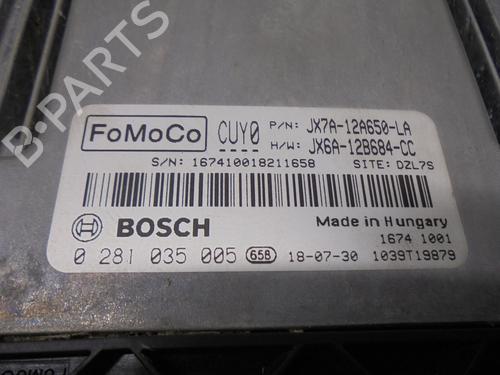 FoMoCo CUY0 P/N: JX7A-12A650-LA
H/W: JX6A-12B684-CC
S/N: 167410018211658 SITE: DZL7S
BOSCH Made in Hungary
1674 1001
0 281 035 005 658 18-07-30 1039T19879